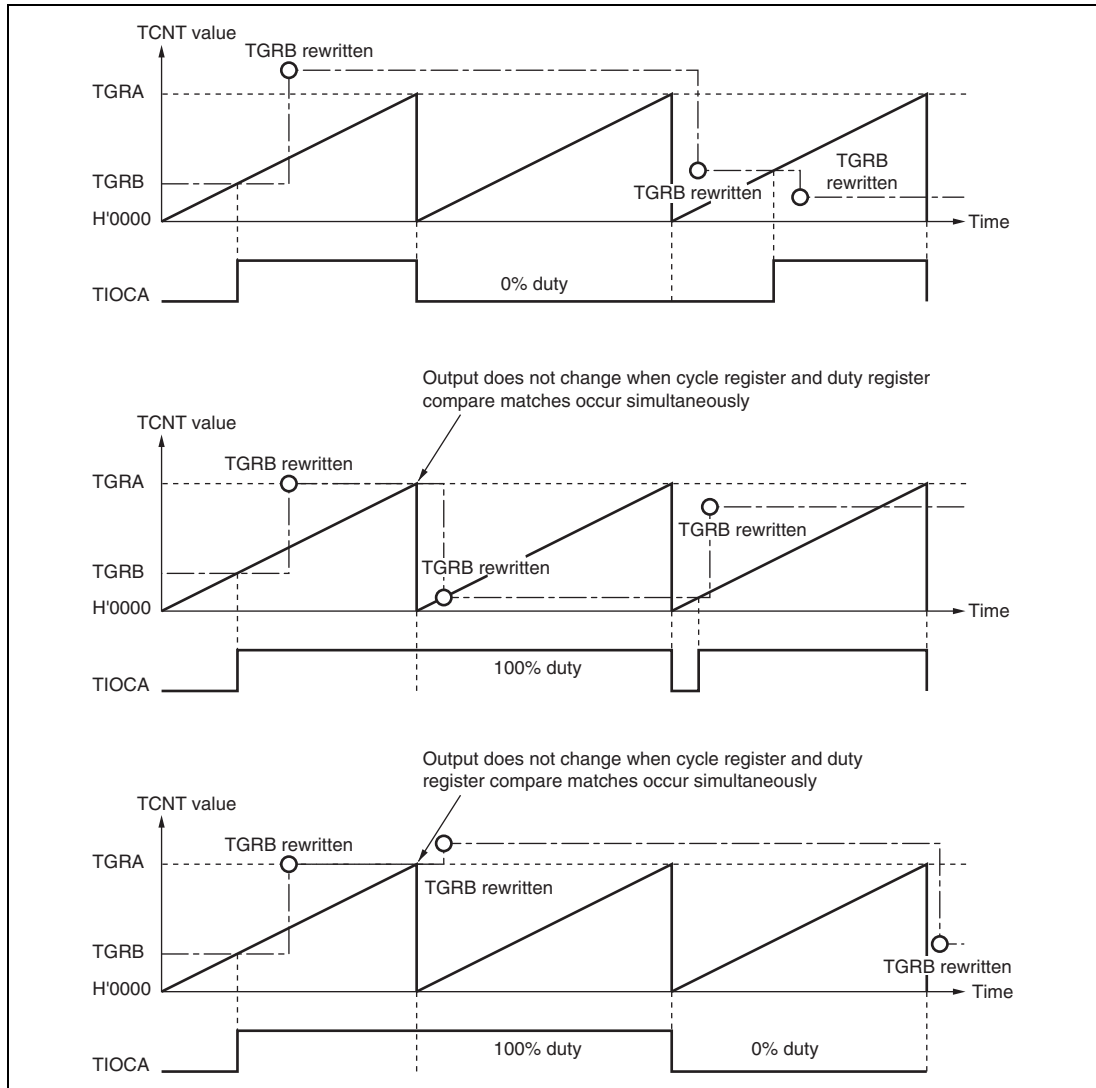 TCNT value
TGRB rewritten
TGRA
TGRB
rewritten
TGRB
TGRB rewritten
H'0000
Time
0% duty
TIOCA
Output does not change when cycle register and duty register
compare matches occur simultaneously
TCNT value
TGRB rewritten
TGRA
TGRB rewritten
TGRB
TGRB rewritten
H'0000
Time
100% duty
TIOCA
Output does not change when cycle register and duty
register compare matches occur simultaneously
TCNT value
TGRB rewritten
TGRA
TGRB rewritten
TGRB
TGRB rewritten
H'0000
Time
100% duty
0% duty
TIOCA